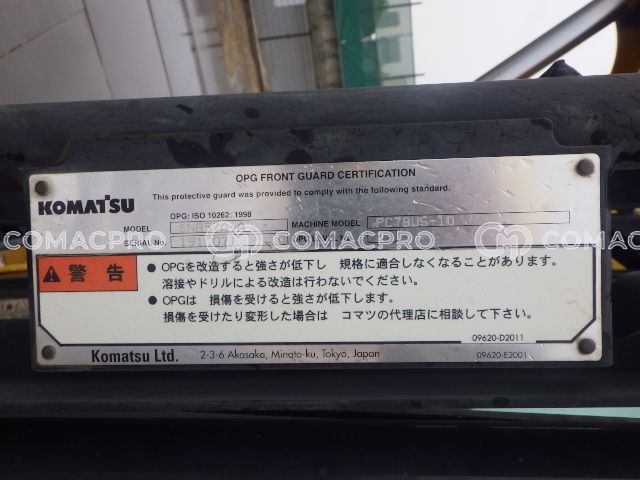 OPG FRONT GUARD CERTIFICATION
This protective guard was provided to comply with the following standard.
KOMATSU
OPG: ISO 10262: 1998
MODEL
MACHINE MODEL PC78US-10
SERIAL No.
COMACPRO COMACPRO COMACPRO
警告
● OPGを改造すると強さが低下し 規格に適合しなくなることがあります。
溶接やドリルによる改造は行わないでください。
● OPGは 損傷を受けると強さが低下します。
損傷を受けたり変形した場合は コマツの代理店に相談して下さい。
09620-D2011
Komatsu Ltd. 2-3-6 Akasaka, Minato-ku, Tokyo, Japan
09620-E2001